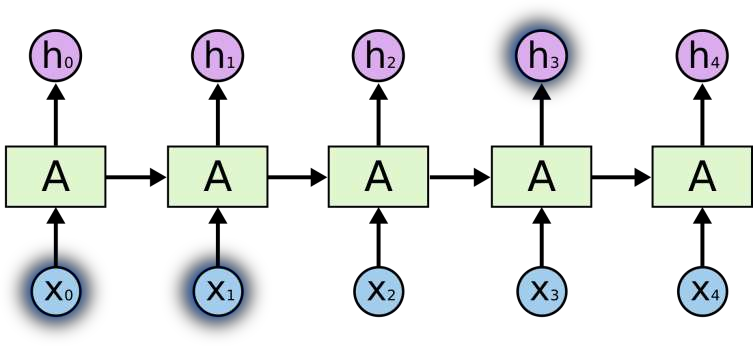 h₀ h₁ h₂ h₃ h₄
A A A A A
x₀ x₁ x₂ x₃ x₄